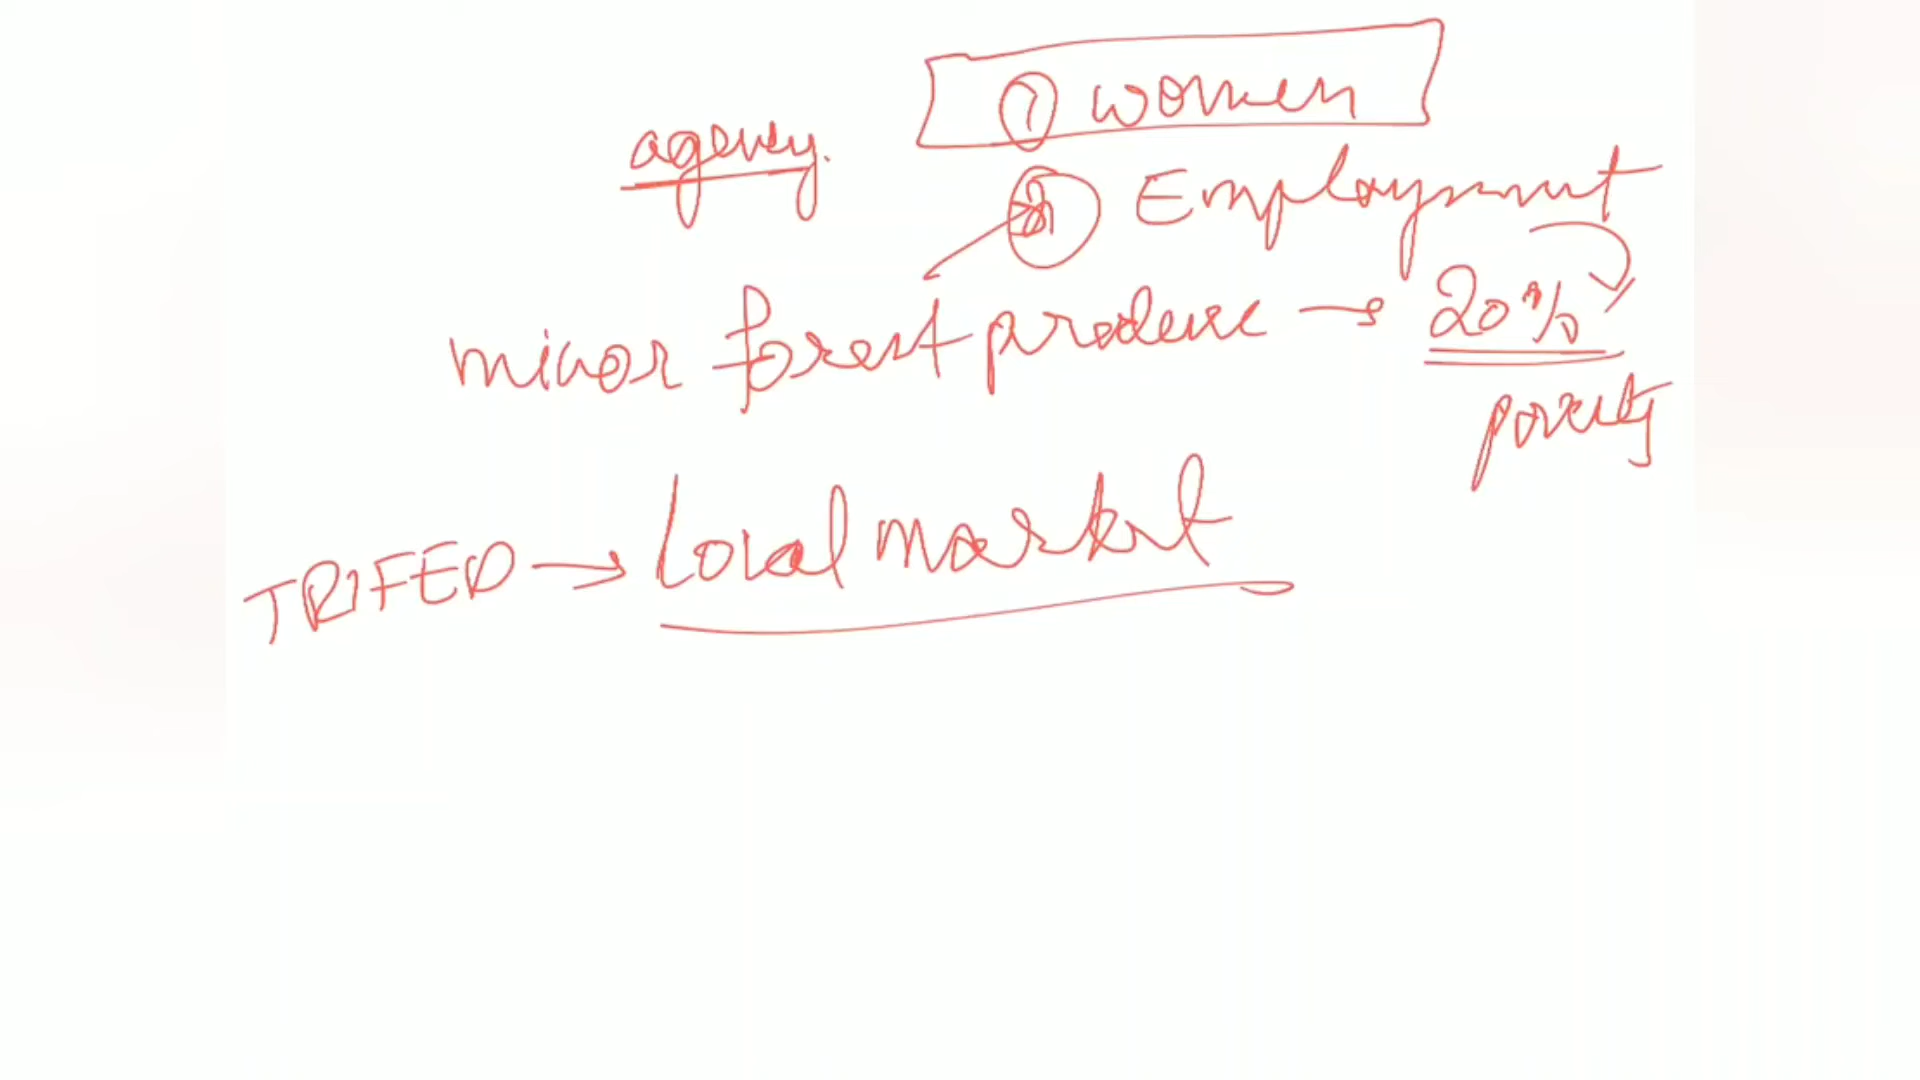 ① women
agency.
② Employment
minor forest produce → 20%
poverty
TRIFED → Local market